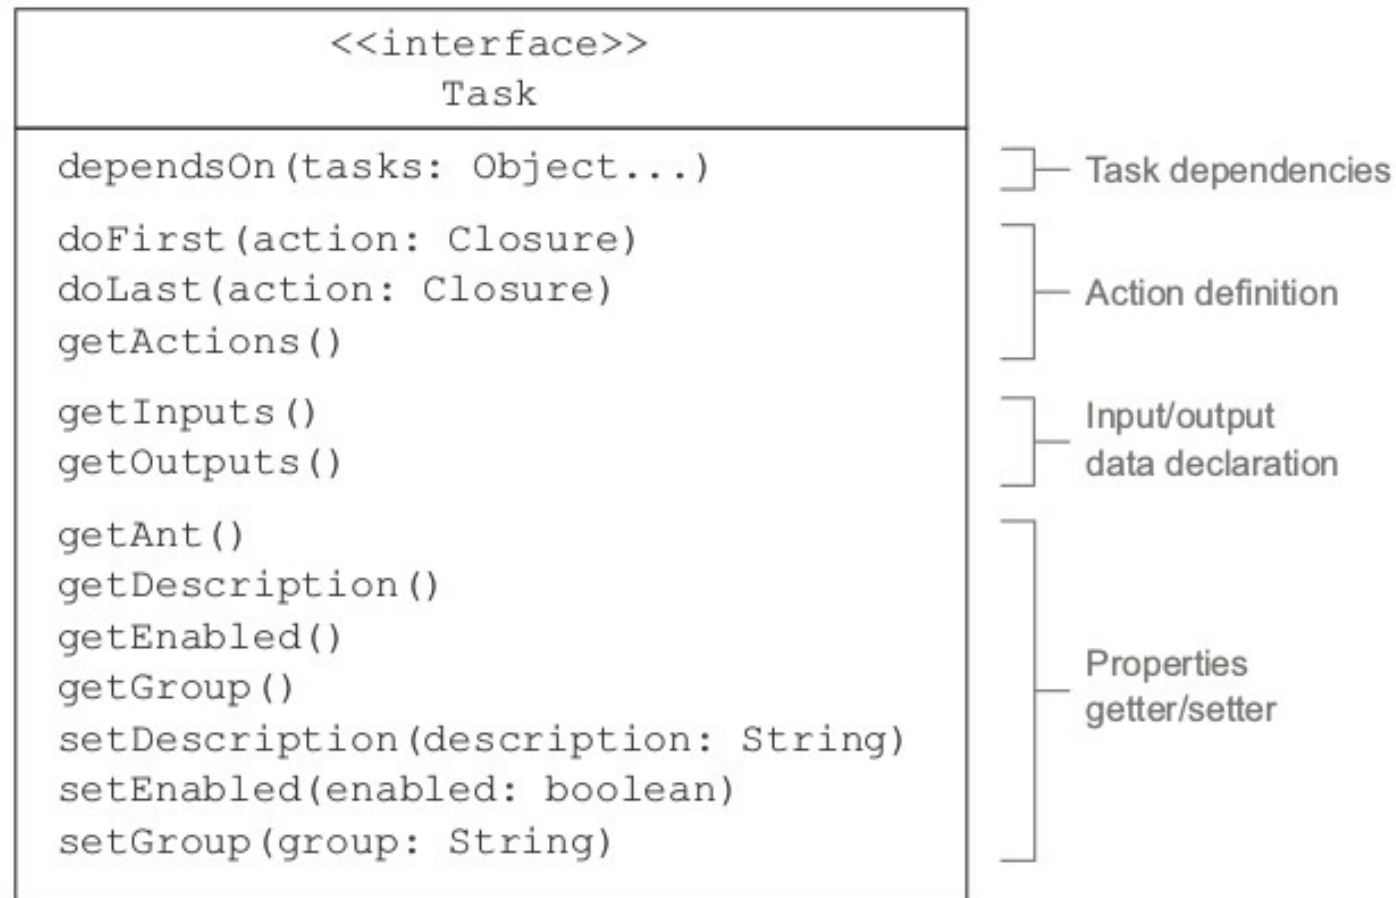 <<interface>>
Task
dependsOn(tasks: Object...)
Task dependencies
doFirst(action: Closure)
doLast(action: Closure)
getActions()
Action definition
getInputs()
getOutputs()
Input/output
data declaration
getAnt()
getDescription()
getEnabled()
getGroup()
setDescription(description: String)
setEnabled(enabled: boolean)
setGroup(group: String)
Properties
getter/setter